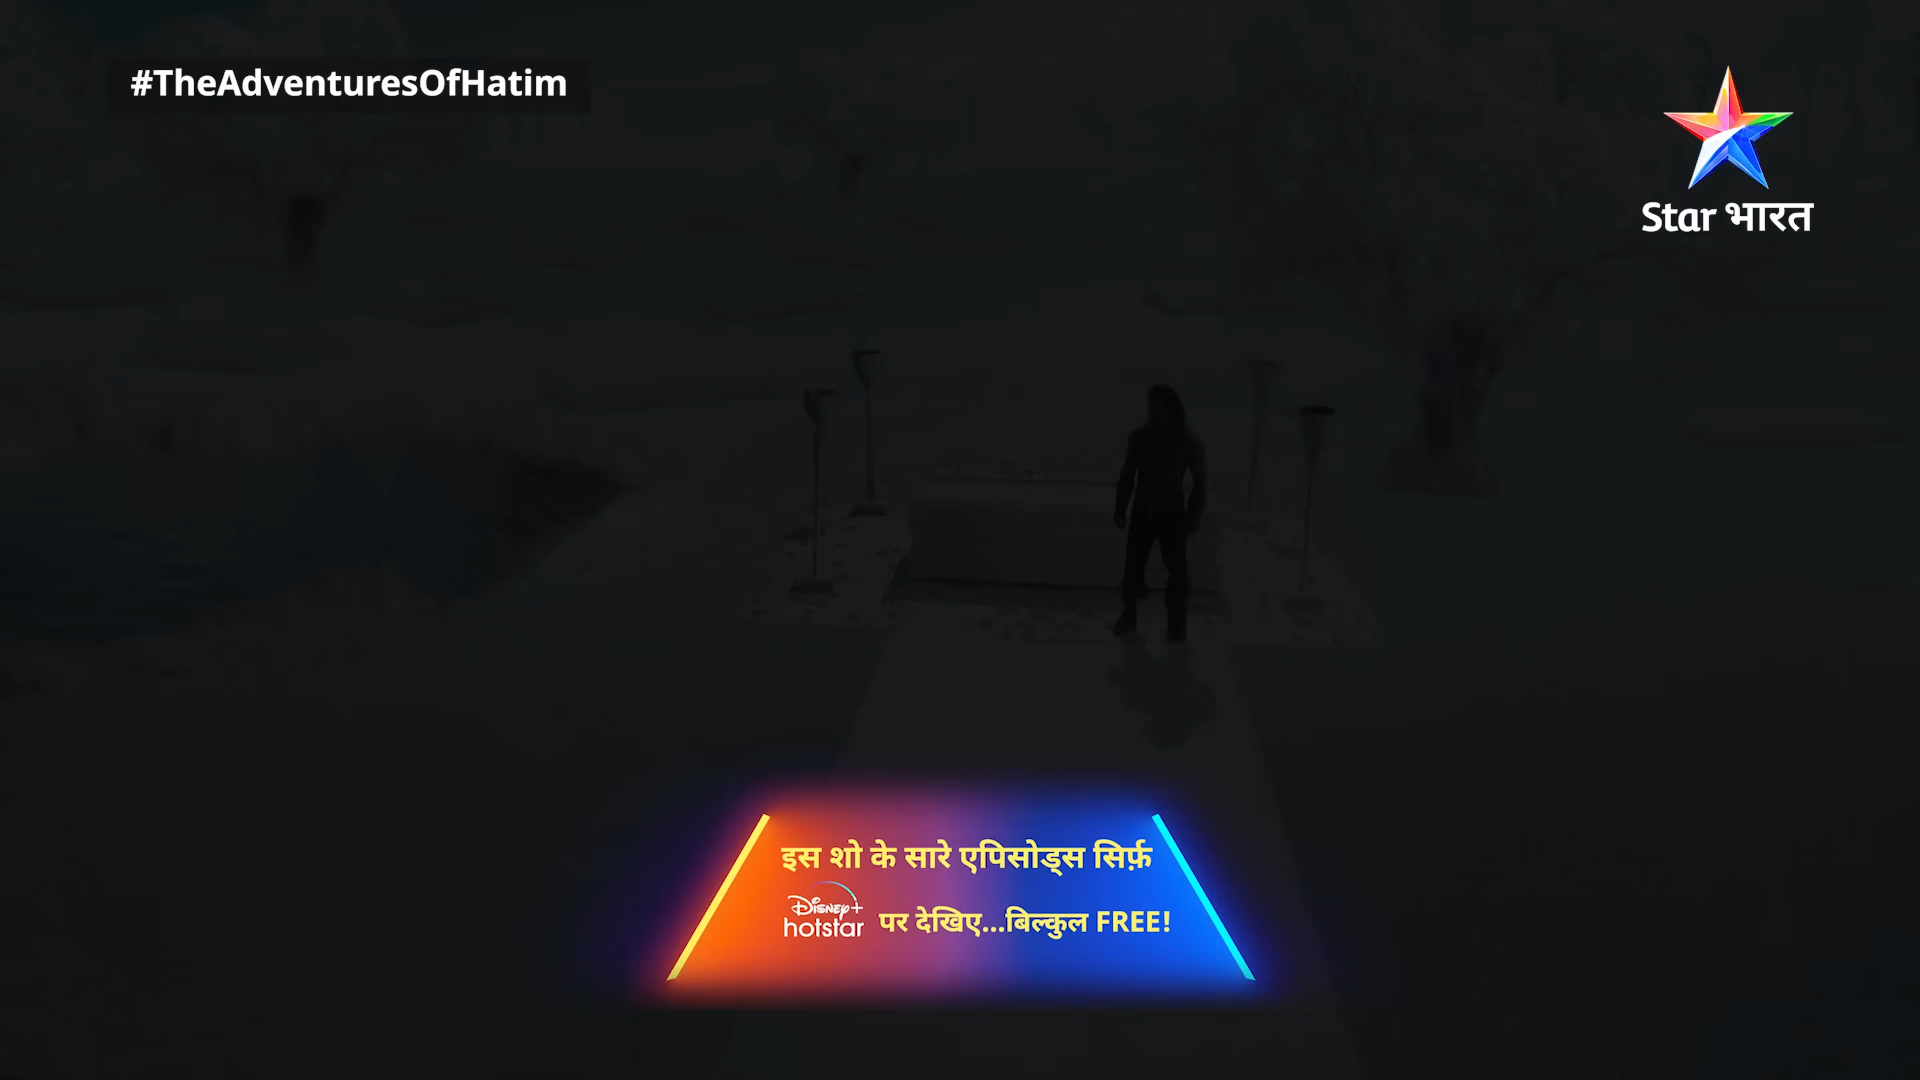 #TheAdventuresOfHatim
Star भारत
इस शो के सारे एपिसोड्स सिर्फ़
Disney+ hotstar पर देखिए...बिल्कुल FREE!